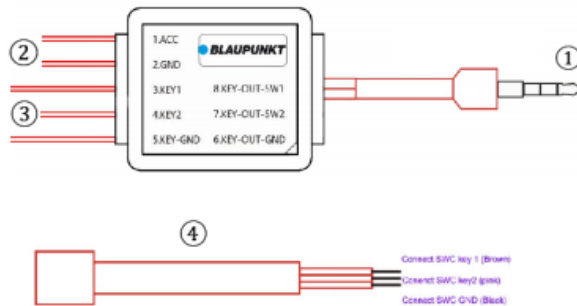 ①
②
1.ACC
BLAUPUNKT
2.GND
3.KEY1 8.KEY-OUT-SW1
③
4.KEY2 7.KEY-OUT-SW2
5.KEY-GND 6.KEY-OUT-GND
④
Connect SWC key 1 (Brown)
Conenct SWC key2 (pink)
Connect SWC GND (Black)